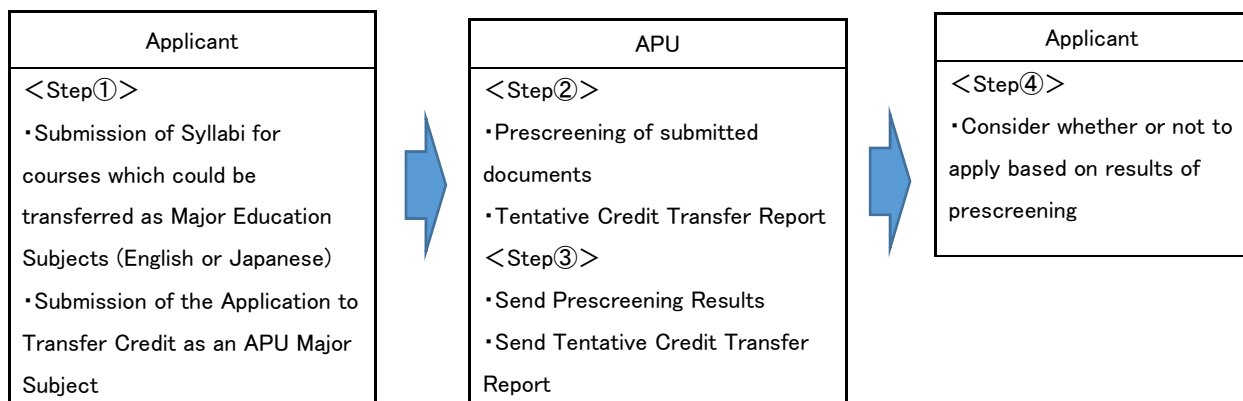 Applicant
＜Step①＞
・Submission of Syllabi for
courses which could be
transferred as Major Education
Subjects (English or Japanese)
・Submission of the Application to
Transfer Credit as an APU Major
Subject
APU
＜Step②＞
・Prescreening of submitted
documents
・Tentative Credit Transfer Report
＜Step③＞
・Send Prescreening Results
・Send Tentative Credit Transfer
Report
Applicant
＜Step④＞
・Consider whether or not to
apply based on results of
prescreening